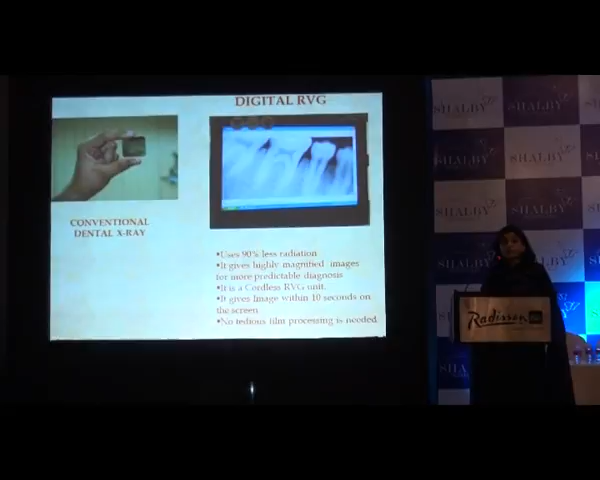 DIGITAL RVG
CONVENTIONAL
DENTAL X-RAY
•Uses 90% less radiation
•It gives highly magnified images
for more predictable diagnosis
•It is a Cordless RVG unit.
•It gives Image within 10 seconds on
the screen
•No tedious film processing is needed.
SHALBY SHALBY
SHALBY SHALBY
SHALBY SHALBY
Radisson